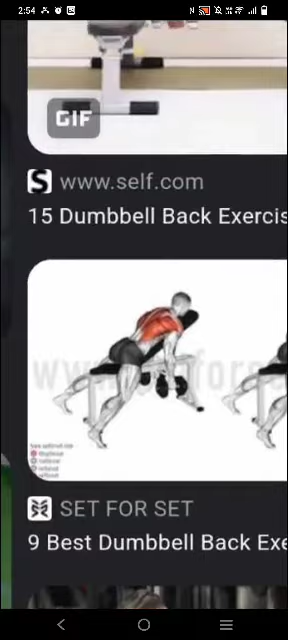 2:54
GIF
S www.self.com
15 Dumbbell Back Exercis
SET FOR SET
9 Best Dumbbell Back Exe